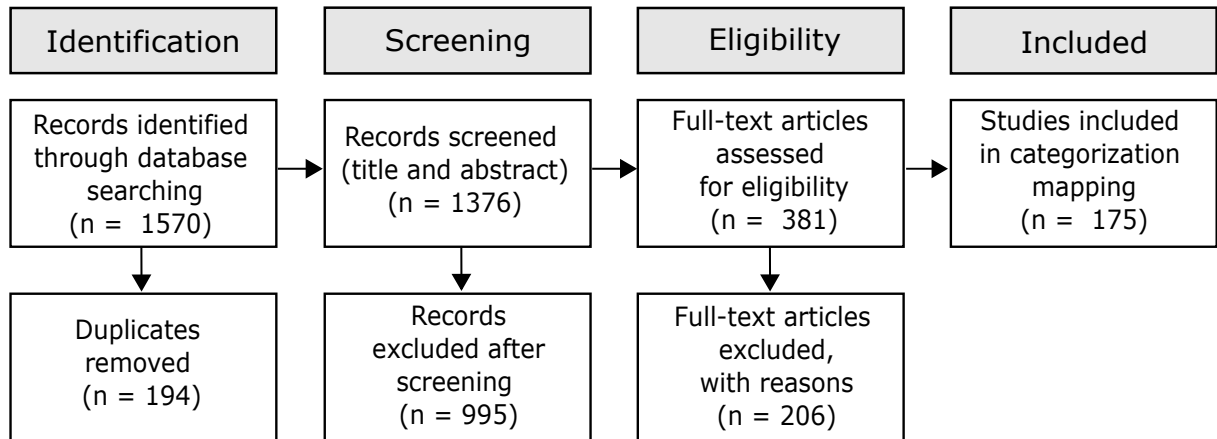 Identification
Screening
Eligibility
Included
Records identified
through database
searching
(n = 1570)
Records screened
(title and abstract)
(n = 1376)
Full-text articles
assessed
for eligibility
(n = 381)
Studies included
in categorization
mapping
(n = 175)
Duplicates
removed
(n = 194)
Records
excluded after
screening
(n = 995)
Full-text articles
excluded,
with reasons
(n = 206)